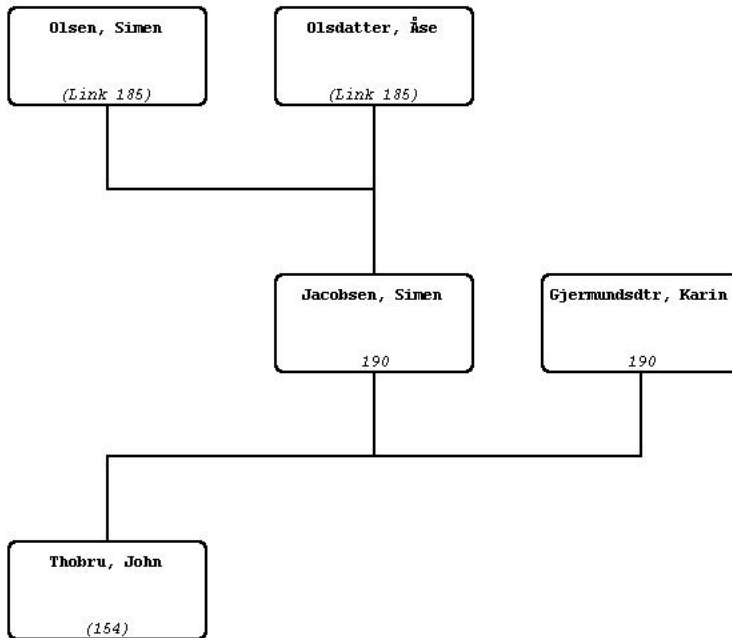 Olsen, Simen
Olsdatter, Åse
(Link 185)
(Link 185)
Jacobsen, Simen
Gjermundsdtr, Karin
190
190
Thobru, John
(154)